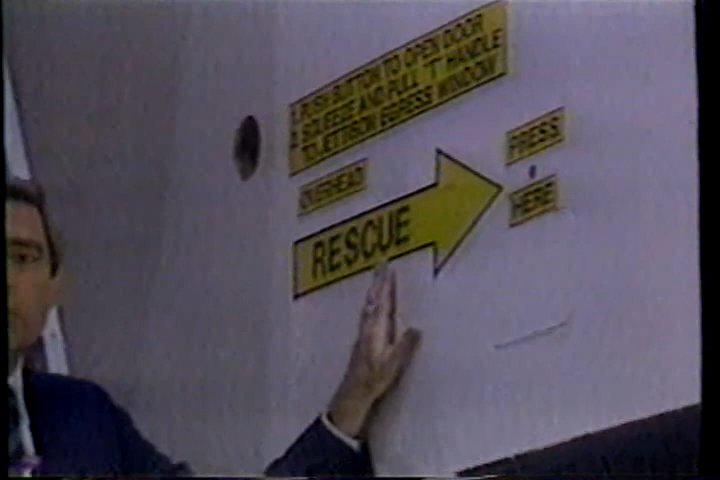 1. PUSH BUTTON TO OPEN DOOR
2. SQUEEZE AND PULL "T" HANDLE
TO JETTISON EGRESS WINDOW
OVERHEAD
RESCUE
PRESS
HERE